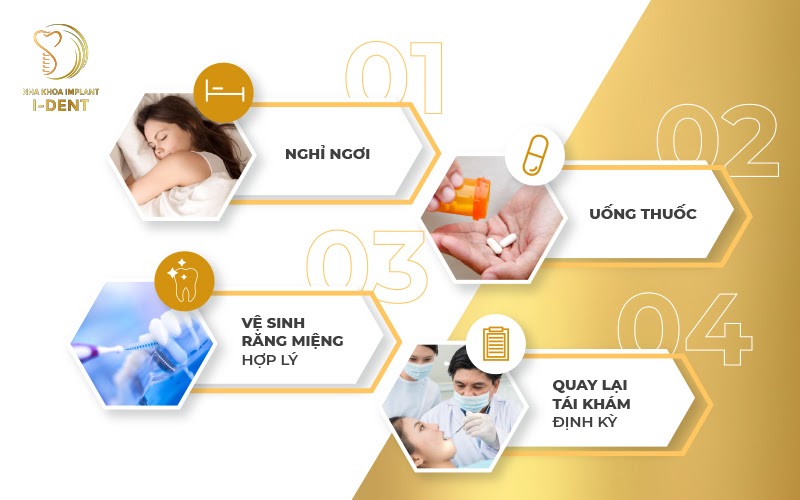 NHA KHOA IMPLANT
I-DENT
01
NGHỈ NGƠI
02
UỐNG THUỐC
03
VỆ SINH
RĂNG MIỆNG
HỢP LÝ
04
QUAY LẠI
TÁI KHÁM
ĐỊNH KỲ